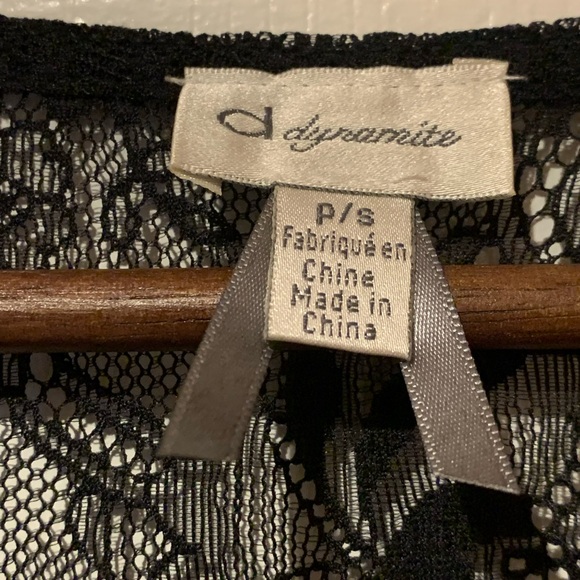 dynamite
P/S
Fabriqué en
Chine
Made in
China